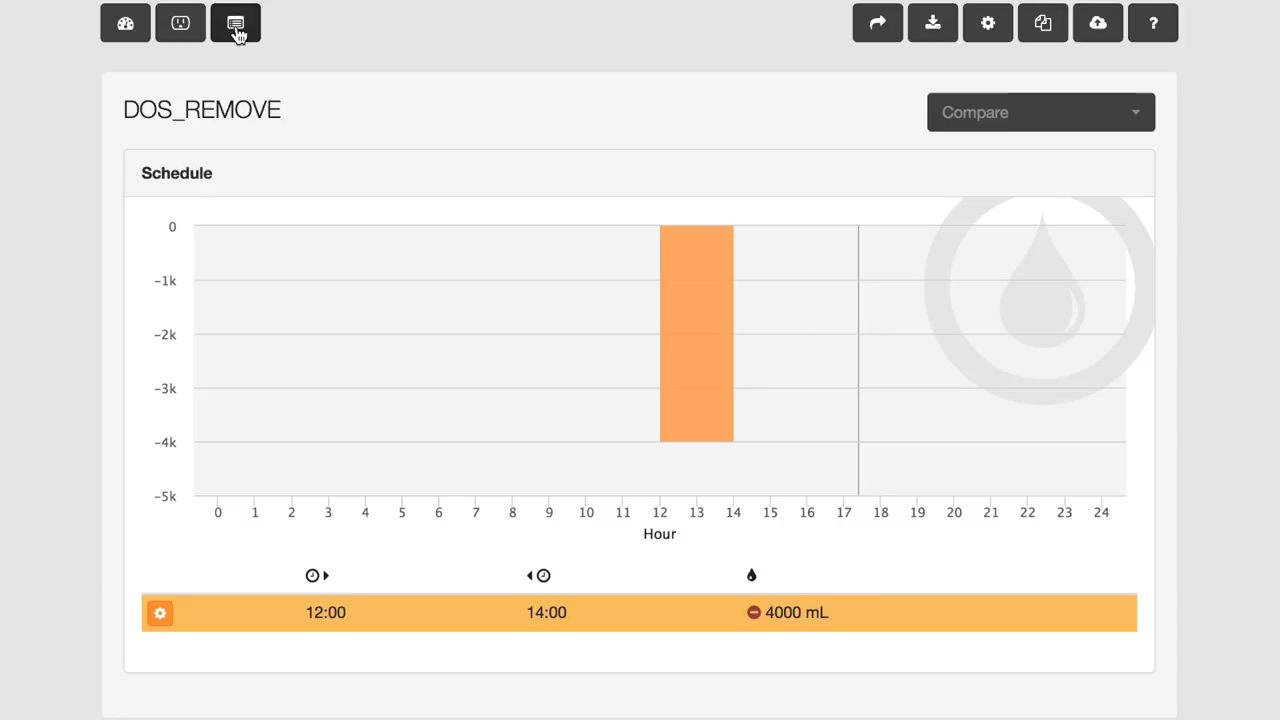 ?
DOS_REMOVE
Compare
Schedule
0
-1k
-2k
-3k
-4k
-5k
0 1 2 3 4 5 6 7 8 9 10 11 12 13 14 15 16 17 18 19 20 21 22 23 24
Hour
12:00 14:00 4000 mL